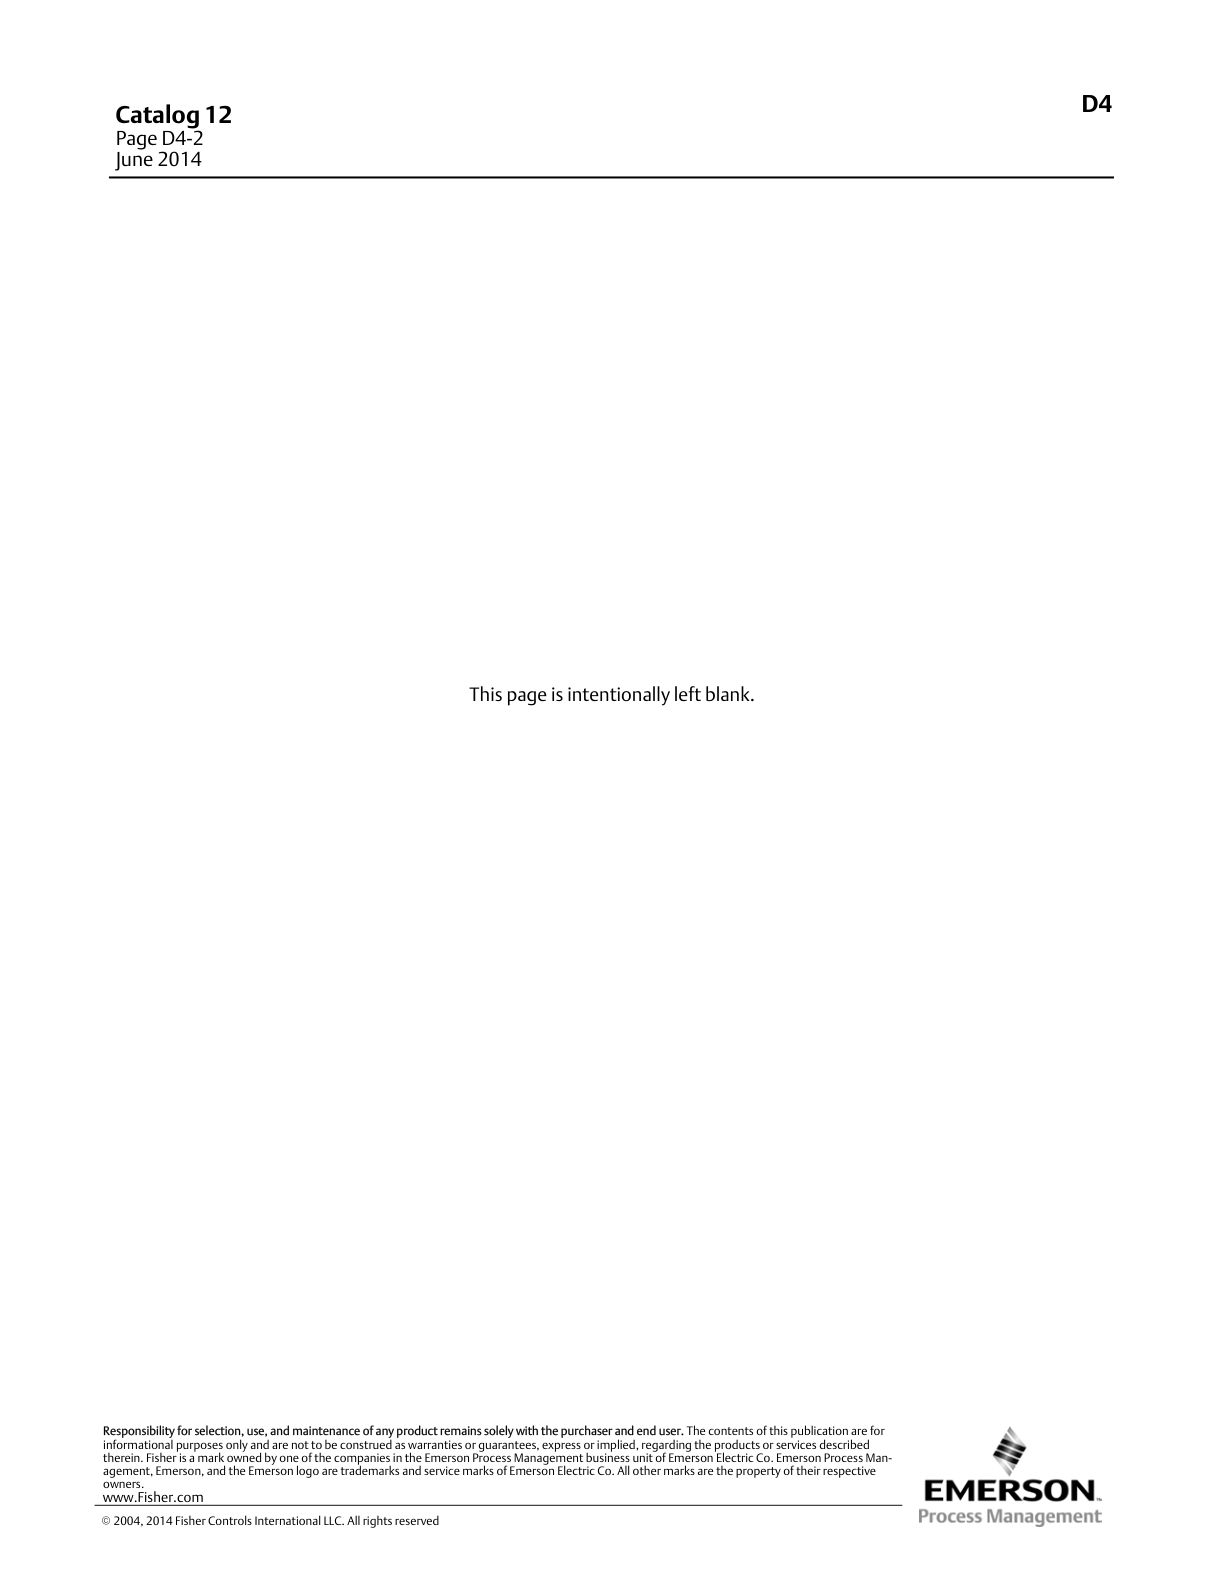 Catalog 12
Page D4-2
June 2014
D4
This page is intentionally left blank.
Responsibility for selection, use, and maintenance of any product remains solely with the purchaser and end user. The contents of this publication are for
informational purposes only and are not to be construed as warranties or guarantees, express or implied, regarding the products or services described
therein. Fisher is a mark owned by one of the companies in the Emerson Process Management business unit of Emerson Electric Co. Emerson Process Man-
agement, Emerson, and the Emerson logo are trademarks and service marks of Emerson Electric Co. All other marks are the property of their respective
owners.
www.Fisher.com
© 2004, 2014 Fisher Controls International LLC. All rights reserved
EMERSON™
Process Management